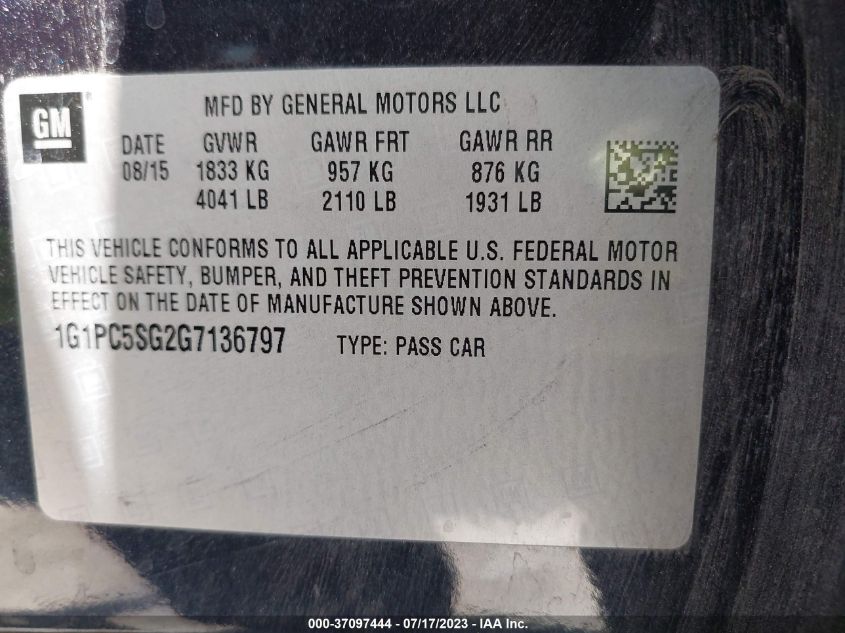 GM
MFD BY GENERAL MOTORS LLC
DATE GVWR GAWR FRT GAWR RR
08/15 1833 KG 957 KG 876 KG
4041 LB 2110 LB 1931 LB
THIS VEHICLE CONFORMS TO ALL APPLICABLE U.S. FEDERAL MOTOR
VEHICLE SAFETY, BUMPER, AND THEFT PREVENTION STANDARDS IN
EFFECT ON THE DATE OF MANUFACTURE SHOWN ABOVE.
1G1PC5SG2G7136797 TYPE: PASS CAR
000-37097444 - 07/17/2023 - IAA Inc.